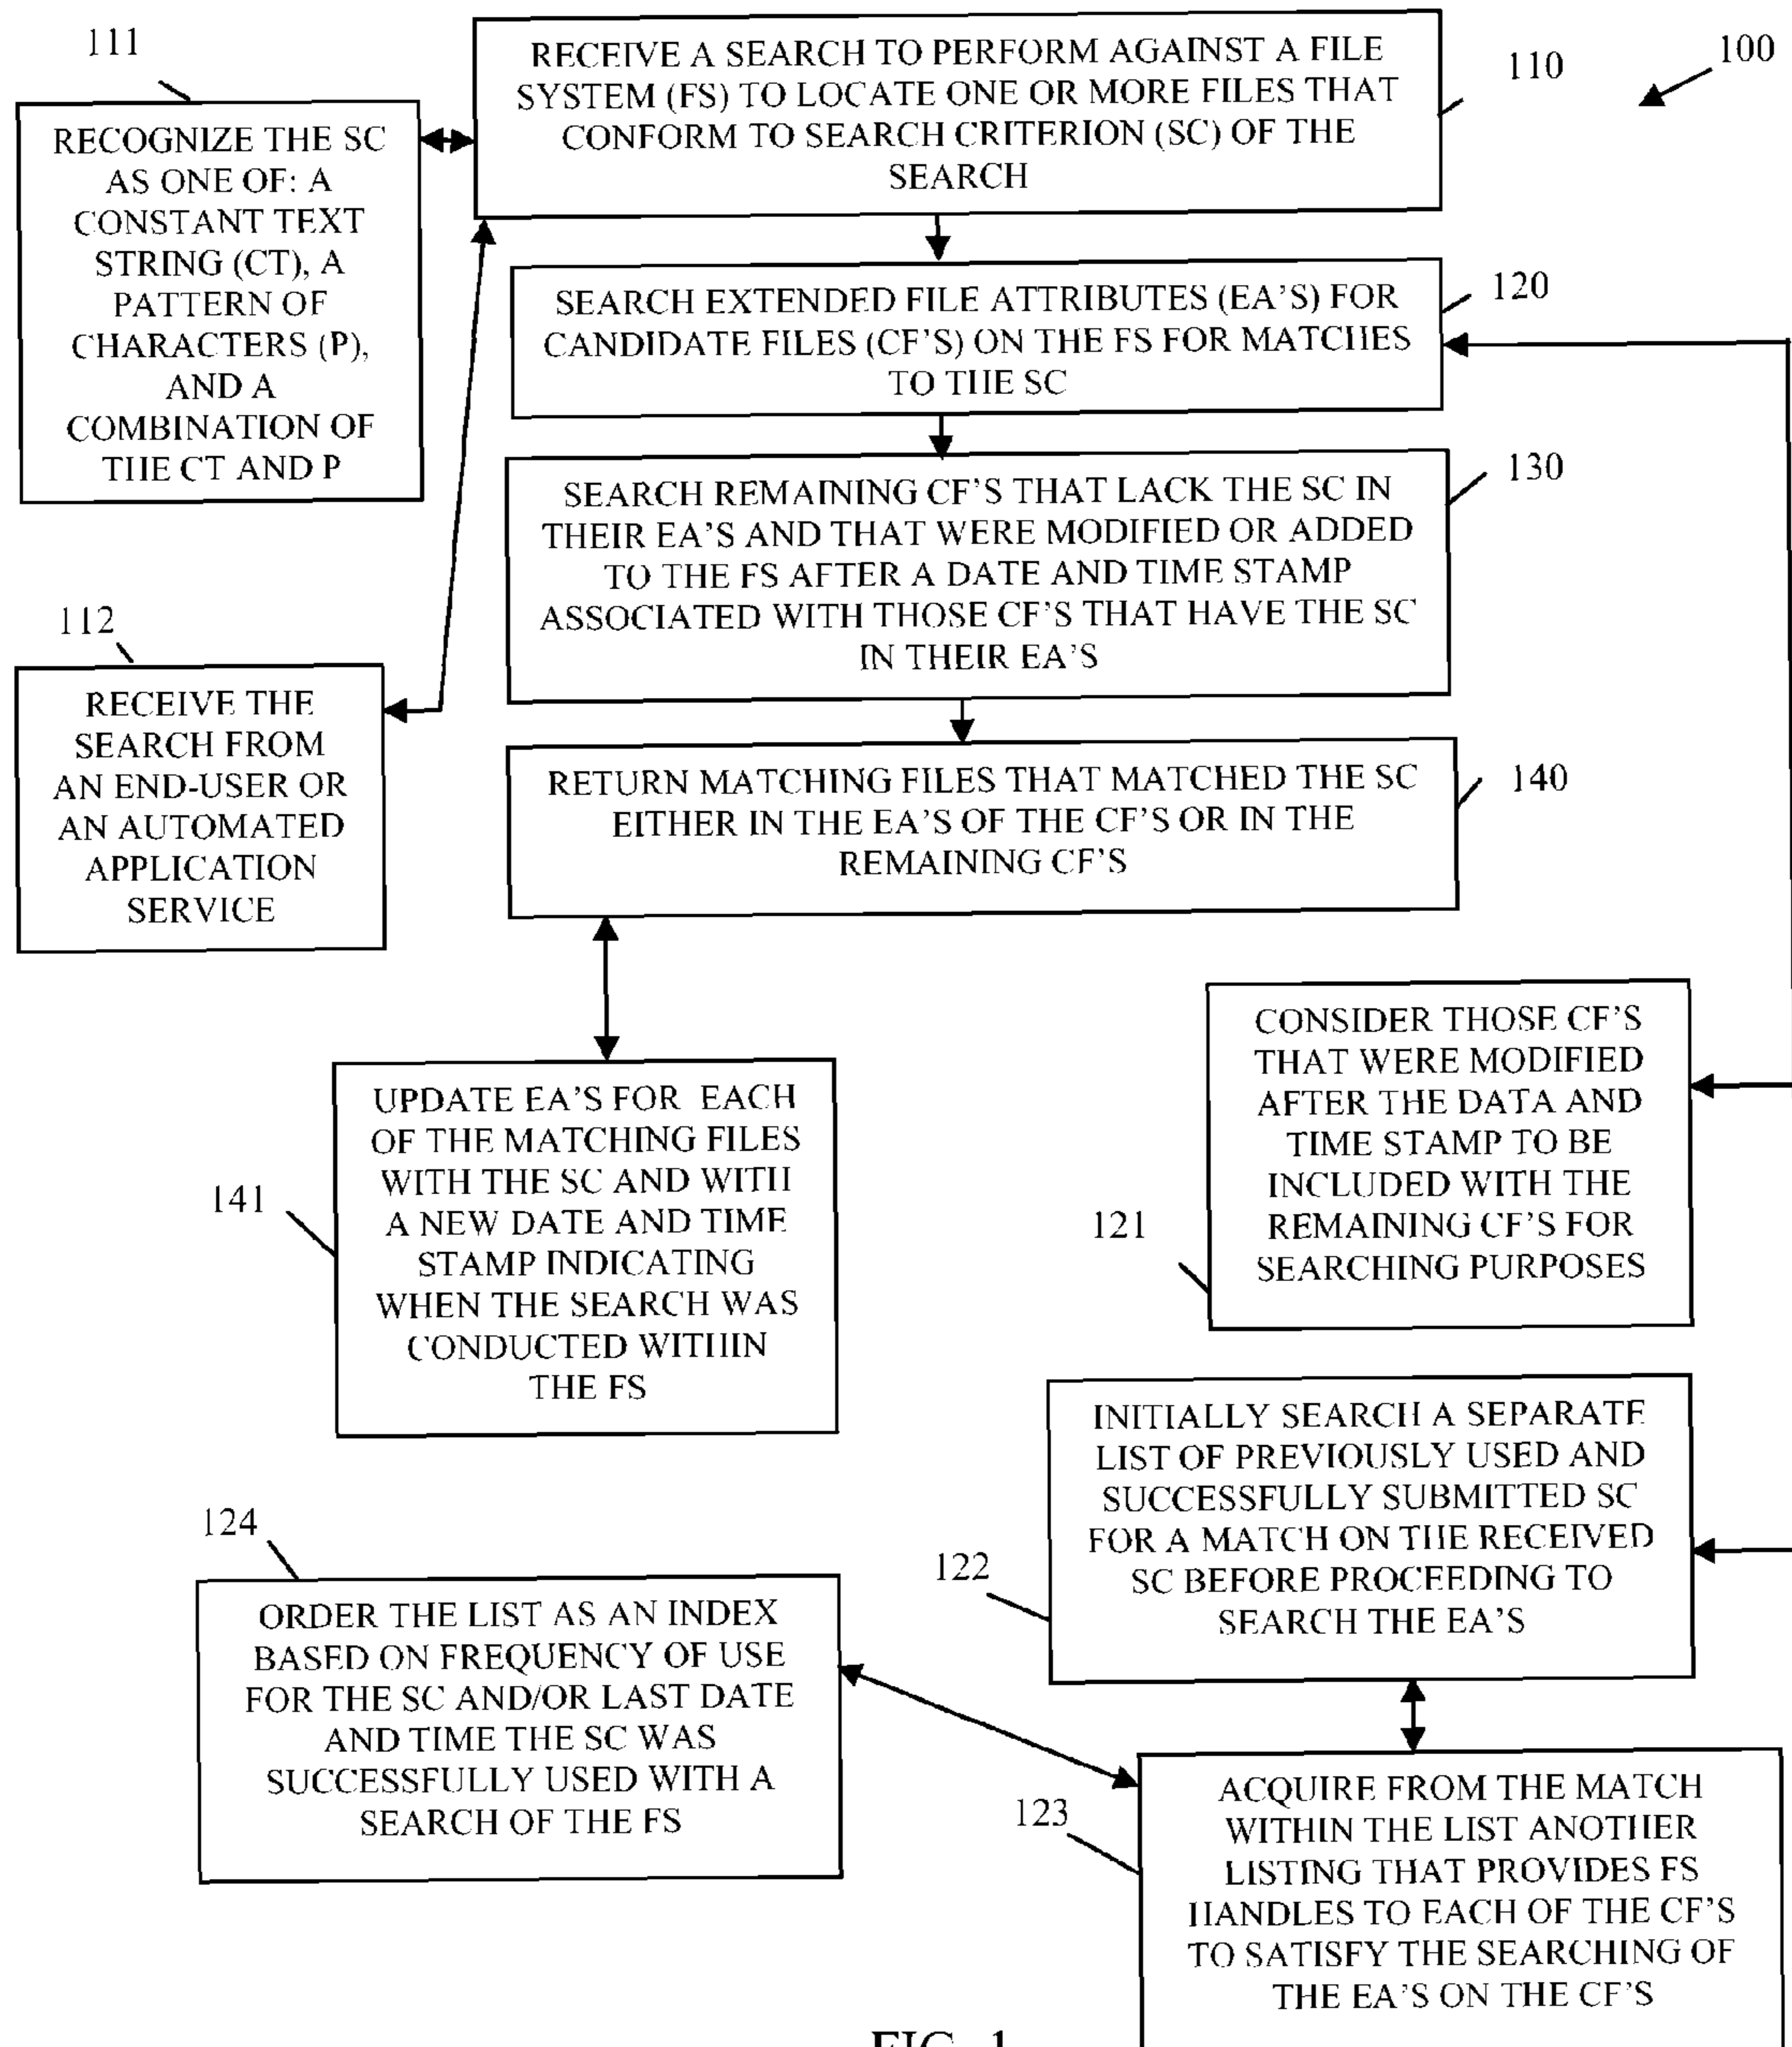 111
RECOGNIZE THE SC
AS ONE OF: A
CONSTANT TEXT
STRING (CT), A
PATTERN OF
CHARACTERS (P),
AND A
COMBINATION OF
THE CT AND P
RECEIVE A SEARCH TO PERFORM AGAINST A FILE
SYSTEM (FS) TO LOCATE ONE OR MORE FILES THAT
CONFORM TO SEARCH CRITERION (SC) OF THE
SEARCH
110
100
SEARCH EXTENDED FILE ATTRIBUTES (EA'S) FOR
CANDIDATE FILES (CF'S) ON THE FS FOR MATCHES
TO THE SC
120
SEARCH REMAINING CF'S THAT LACK THE SC IN
THEIR EA'S AND THAT WERE MODIFIED OR ADDED
TO THE FS AFTER A DATE AND TIME STAMP
ASSOCIATED WITH THOSE CF'S THAT HAVE THE SC
IN THEIR EA'S
130
112
RECEIVE THE
SEARCH FROM
AN END-USER OR
AN AUTOMATED
APPLICATION
SERVICE
RETURN MATCHING FILES THAT MATCHED THE SC
EITHER IN THE EA'S OF THE CF'S OR IN THE
REMAINING CF'S
140
UPDATE EA'S FOR EACH
OF THE MATCHING FILES
WITH THE SC AND WITH
A NEW DATE AND TIME
STAMP INDICATING
WHEN THE SEARCH WAS
CONDUCTED WITHIN
THE FS
141
CONSIDER THOSE CF'S
THAT WERE MODIFIED
AFTER THE DATA AND
TIME STAMP TO BE
INCLUDED WITH THE
REMAINING CF'S FOR
SEARCHING PURPOSES
121
INITIALLY SEARCH A SEPARATE
LIST OF PREVIOUSLY USED AND
SUCCESSFULLY SUBMITTED SC
FOR A MATCH ON THE RECEIVED
SC BEFORE PROCEEDING TO
SEARCH THE EA'S
122
124
ORDER THE LIST AS AN INDEX
BASED ON FREQUENCY OF USE
FOR THE SC AND/OR LAST DATE
AND TIME THE SC WAS
SUCCESSFULLY USED WITH A
SEARCH OF THE FS
123
ACQUIRE FROM THE MATCH
WITHIN THE LIST ANOTHER
LISTING THAT PROVIDES FS
HANDLES TO EACH OF THE CF'S
TO SATISFY THE SEARCHING OF
THE EA'S ON THE CF'S
FIG. 1